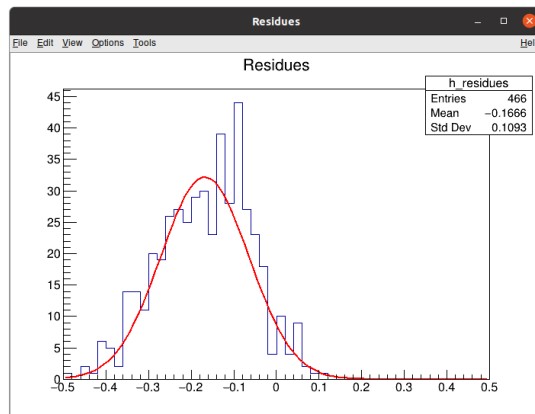 Residues
File Edit View Options Tools Hel
Residues
h_residues
Entries 466
Mean −0.1666
Std Dev 0.1093
45
40
35
30
25
20
15
10
5
0
−0.5 −0.4 −0.3 −0.2 −0.1 0 0.1 0.2 0.3 0.4 0.5